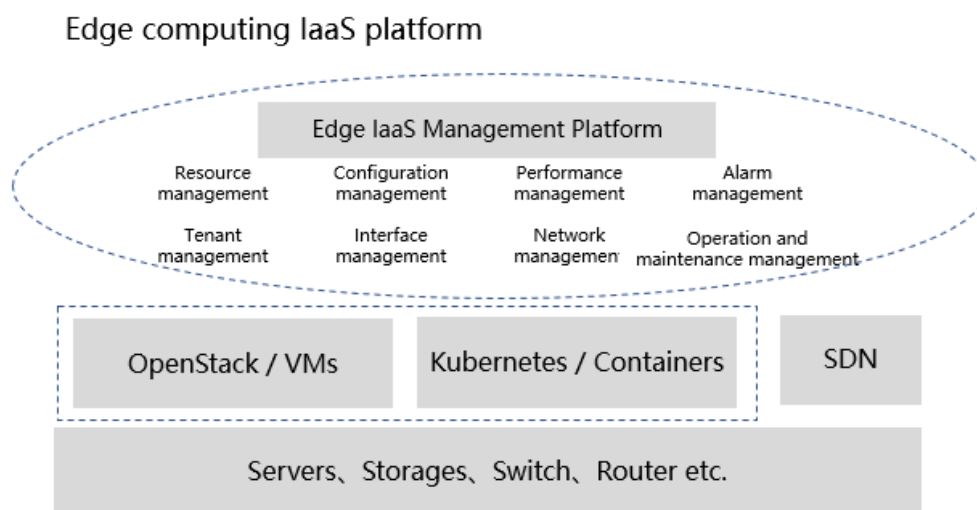 Edge computing IaaS platform
Edge IaaS Management Platform
Resource
management
Configuration
management
Performance
management
Alarm
management
Tenant
management
Interface
management
Network
management
Operation and
maintenance management
OpenStack / VMs
Kubernetes / Containers
SDN
Servers、Storages、Switch、Router etc.